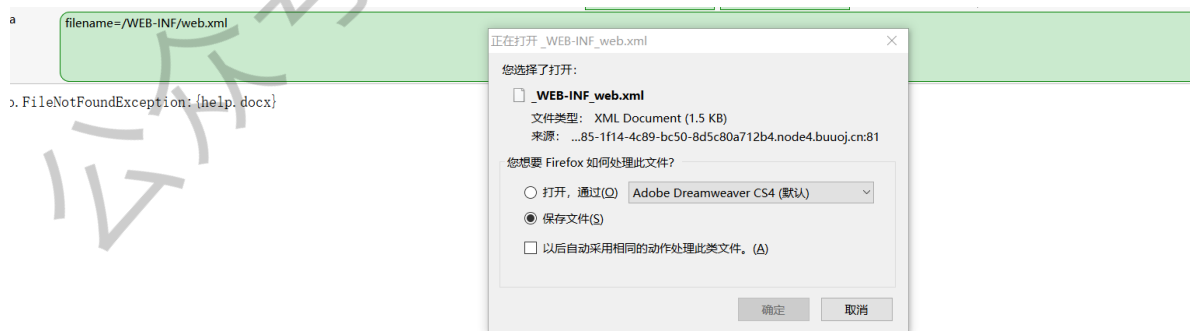 a
filename=/WEB-INF/web.xml
正在打开 _WEB-INF_web.xml
您选择了打开:
_WEB-INF_web.xml
文件类型: XML Document (1.5 KB)
来源: ...85-1f14-4c89-bc50-8d5c80a712b4.node4.buuoj.cn:81
o.FileNotFoundException:{help.docx}
您想要 Firefox 如何处理此文件?
打开，通过(O) Adobe Dreamweaver CS4 (默认)
保存文件(S)
以后自动采用相同的动作处理此类文件。(A)
确定 取消
公众号